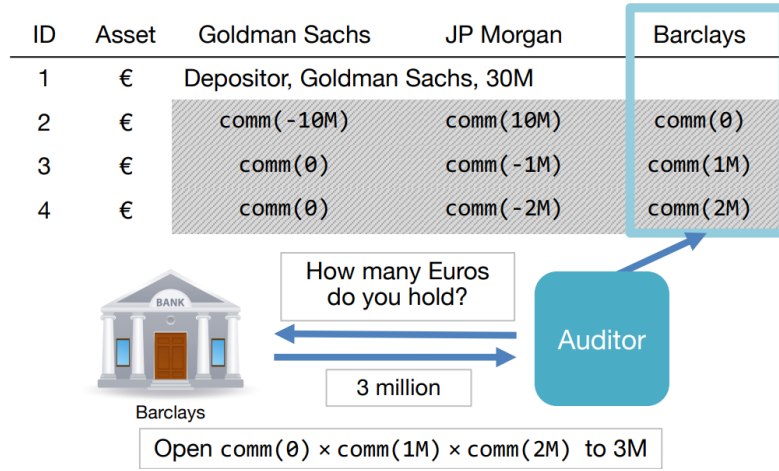 ID Asset Goldman Sachs JP Morgan Barclays
1 € Depositor, Goldman Sachs, 30M
2 € comm(-10M) comm(10M) comm(0)
3 € comm(0) comm(-1M) comm(1M)
4 € comm(0) comm(-2M) comm(2M)
How many Euros
do you hold?
BANK
Auditor
3 million
Barclays
Open comm(0) × comm(1M) × comm(2M) to 3M